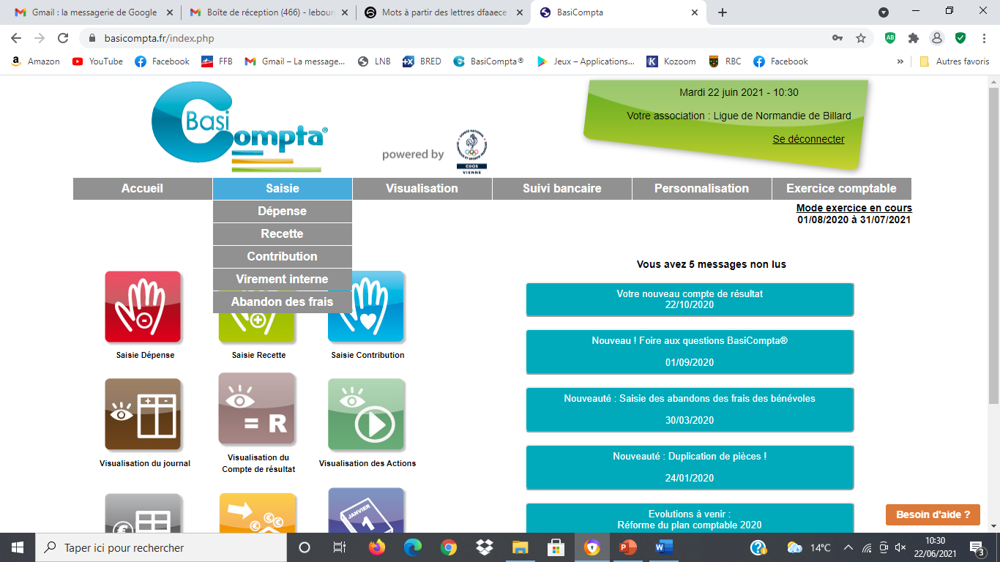 Gmail : la messagerie de Google
Boîte de réception (466) - lebour
Mots à partir des lettres dfaaece
BasiCompta
basicompta.fr/index.php
Amazon
YouTube
Facebook
FFB
Gmail – La message...
LNB
BRED
BasiCompta®
Jeux – Applications...
Kozoom
RBC
Facebook
»
Autres favoris
Basi
Compta®
powered by
CDOS
VIENNE
Mardi 22 juin 2021 - 10:30
Votre association : Ligue de Normandie de Billard
Se déconnecter
Accueil
Saisie
Visualisation
Suivi bancaire
Personnalisation
Exercice comptable
Dépense
Recette
Contribution
Virement interne
Abandon des frais
Mode exercice en cours
01/08/2020 à 31/07/2021
Saisie Dépense
Saisie Recette
Saisie Contribution
= R
Visualisation du journal
Visualisation du
Compte de résultat
Visualisation des Actions
JANVIER
1
Vous avez 5 messages non lus
Votre nouveau compte de résultat
22/10/2020
Nouveau ! Foire aux questions BasiCompta®
01/09/2020
Nouveauté : Saisie des abandons des frais des bénévoles
30/03/2020
Nouveauté : Duplication de pièces !
24/01/2020
Evolutions à venir :
Réforme du plan comptable 2020
Besoin d'aide ?
Taper ici pour rechercher
14°C
10:30
22/06/2021
3